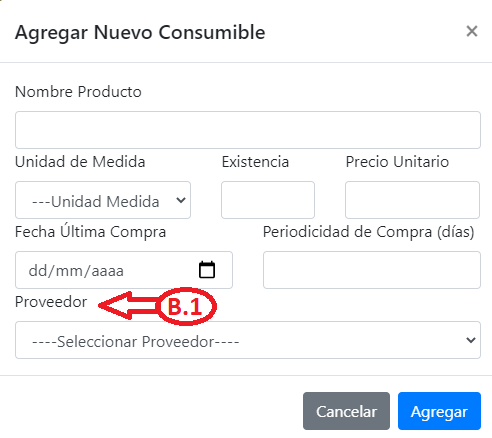 Agregar Nuevo Consumible ×
Nombre Producto
Unidad de Medida Existencia Precio Unitario
---Unidad Medida
Fecha Última Compra Periodicidad de Compra (días)
dd/mm/aaaa
Proveedor B.1
----Seleccionar Proveedor----
Cancelar Agregar